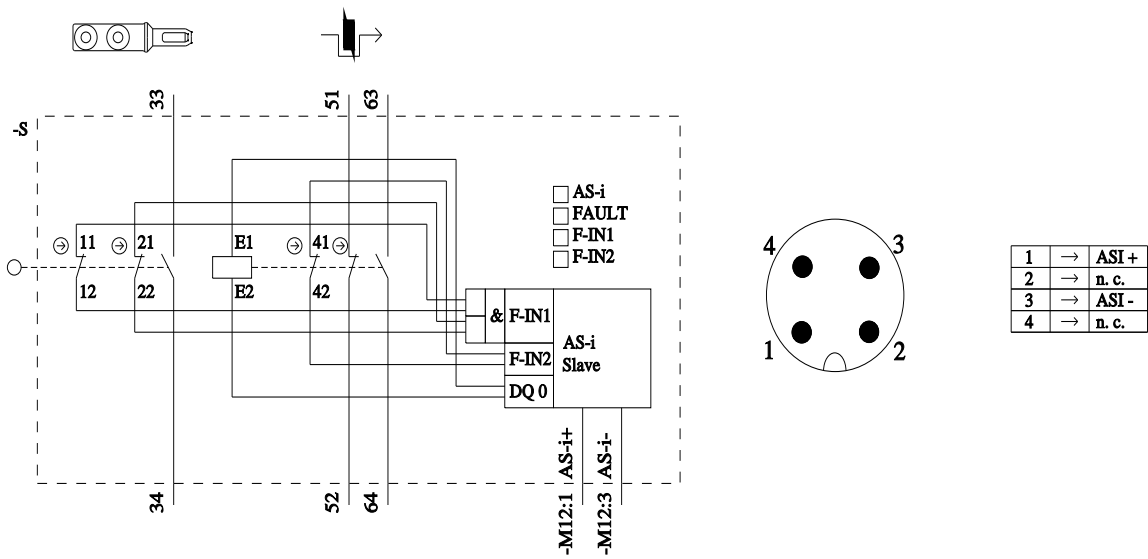 33
51
63
-S
AS-i
FAULT
F-IN1
F-IN2
11
21
E1
41
12
22
E2
42
& F-IN1
F-IN2
DQ 0
AS-i
Slave
34
52
64
-M12:1 AS-i+
-M12:3 AS-i-
4
3
1
2
1 → ASI +
2 → n. c.
3 → ASI -
4 → n. c.